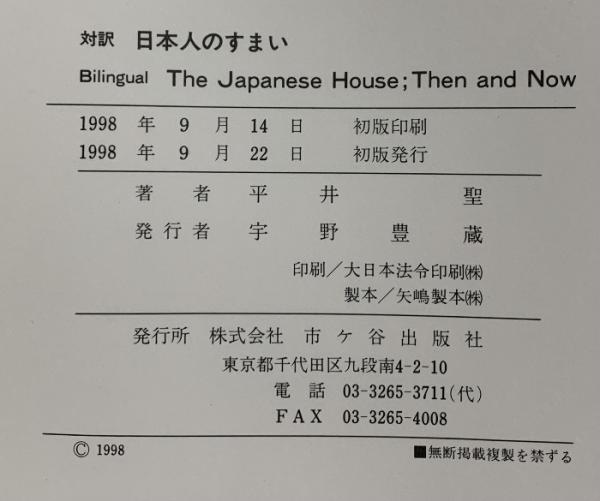 対訳 日本人のすまい
Bilingual The Japanese House; Then and Now
1998 年 9 月 14 日 初版印刷
1998 年 9 月 22 日 初版発行
著者 平井 聖
発行者 宇野豊蔵
印刷／大日本法令印刷㈱
製本／矢嶋製本㈱
発行所 株式会社 市ケ谷出版社
東京都千代田区九段南4-2-10
電話 03-3265-3711(代)
FAX 03-3265-4008
© 1998 ■無断掲載複製を禁ずる